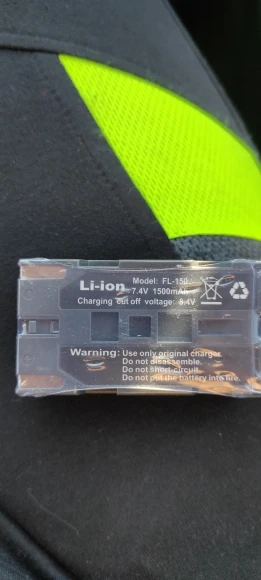 Li-ion Model: FL-150
7.4V 1500mAh
Charging cut off voltage: 8.4V
Warning: Use only original charger.
Do not disassemble.
Do not short-circuit.
Do not put the battery into fire.